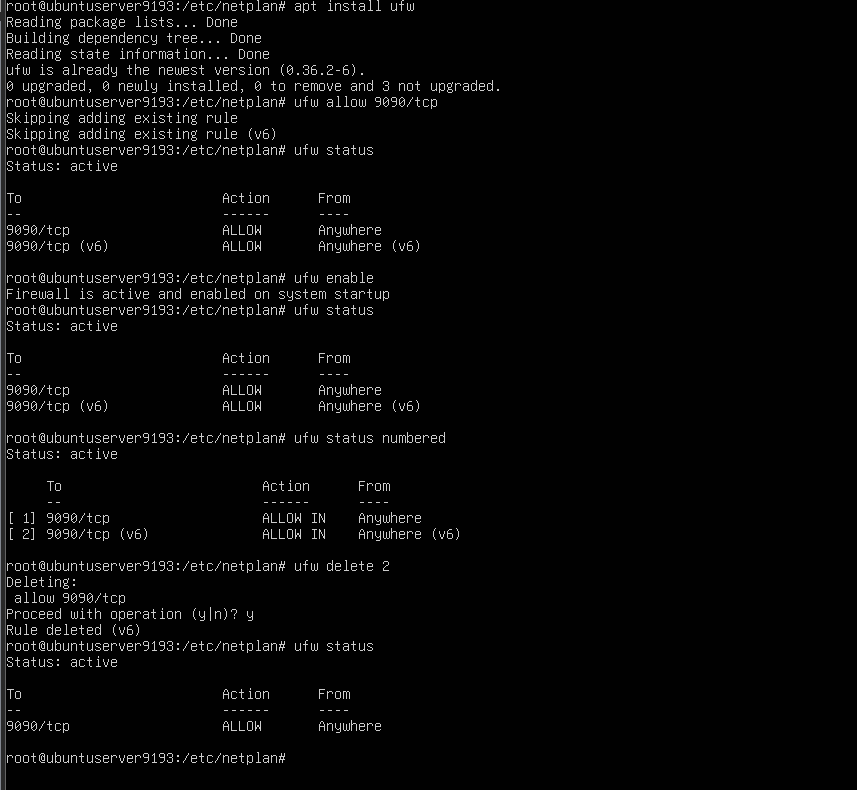 root@ubuntuserver9193:/etc/netplan# apt install ufw
Reading package lists... Done
Building dependency tree... Done
Reading state information... Done
ufw is already the newest version (0.36.2-6).
0 upgraded, 0 newly installed, 0 to remove and 3 not upgraded.
root@ubuntuserver9193:/etc/netplan# ufw allow 9090/tcp
Skipping adding existing rule
Skipping adding existing rule (v6)
root@ubuntuserver9193:/etc/netplan# ufw status
Status: active

To                         Action      From
--                         ------      ----
9090/tcp                   ALLOW       Anywhere
9090/tcp (v6)              ALLOW       Anywhere (v6)

root@ubuntuserver9193:/etc/netplan# ufw enable
Firewall is active and enabled on system startup
root@ubuntuserver9193:/etc/netplan# ufw status
Status: active

To                         Action      From
--                         ------      ----
9090/tcp                   ALLOW       Anywhere
9090/tcp (v6)              ALLOW       Anywhere (v6)

root@ubuntuserver9193:/etc/netplan# ufw status numbered
Status: active

     To                         Action      From
     --                         ------      ----
[ 1] 9090/tcp                   ALLOW IN    Anywhere
[ 2] 9090/tcp (v6)              ALLOW IN    Anywhere (v6)

root@ubuntuserver9193:/etc/netplan# ufw delete 2
Deleting:
 allow 9090/tcp
Proceed with operation (y|n)? y
Rule deleted (v6)
root@ubuntuserver9193:/etc/netplan# ufw status
Status: active

To                         Action      From
--                         ------      ----
9090/tcp                   ALLOW       Anywhere

root@ubuntuserver9193:/etc/netplan#